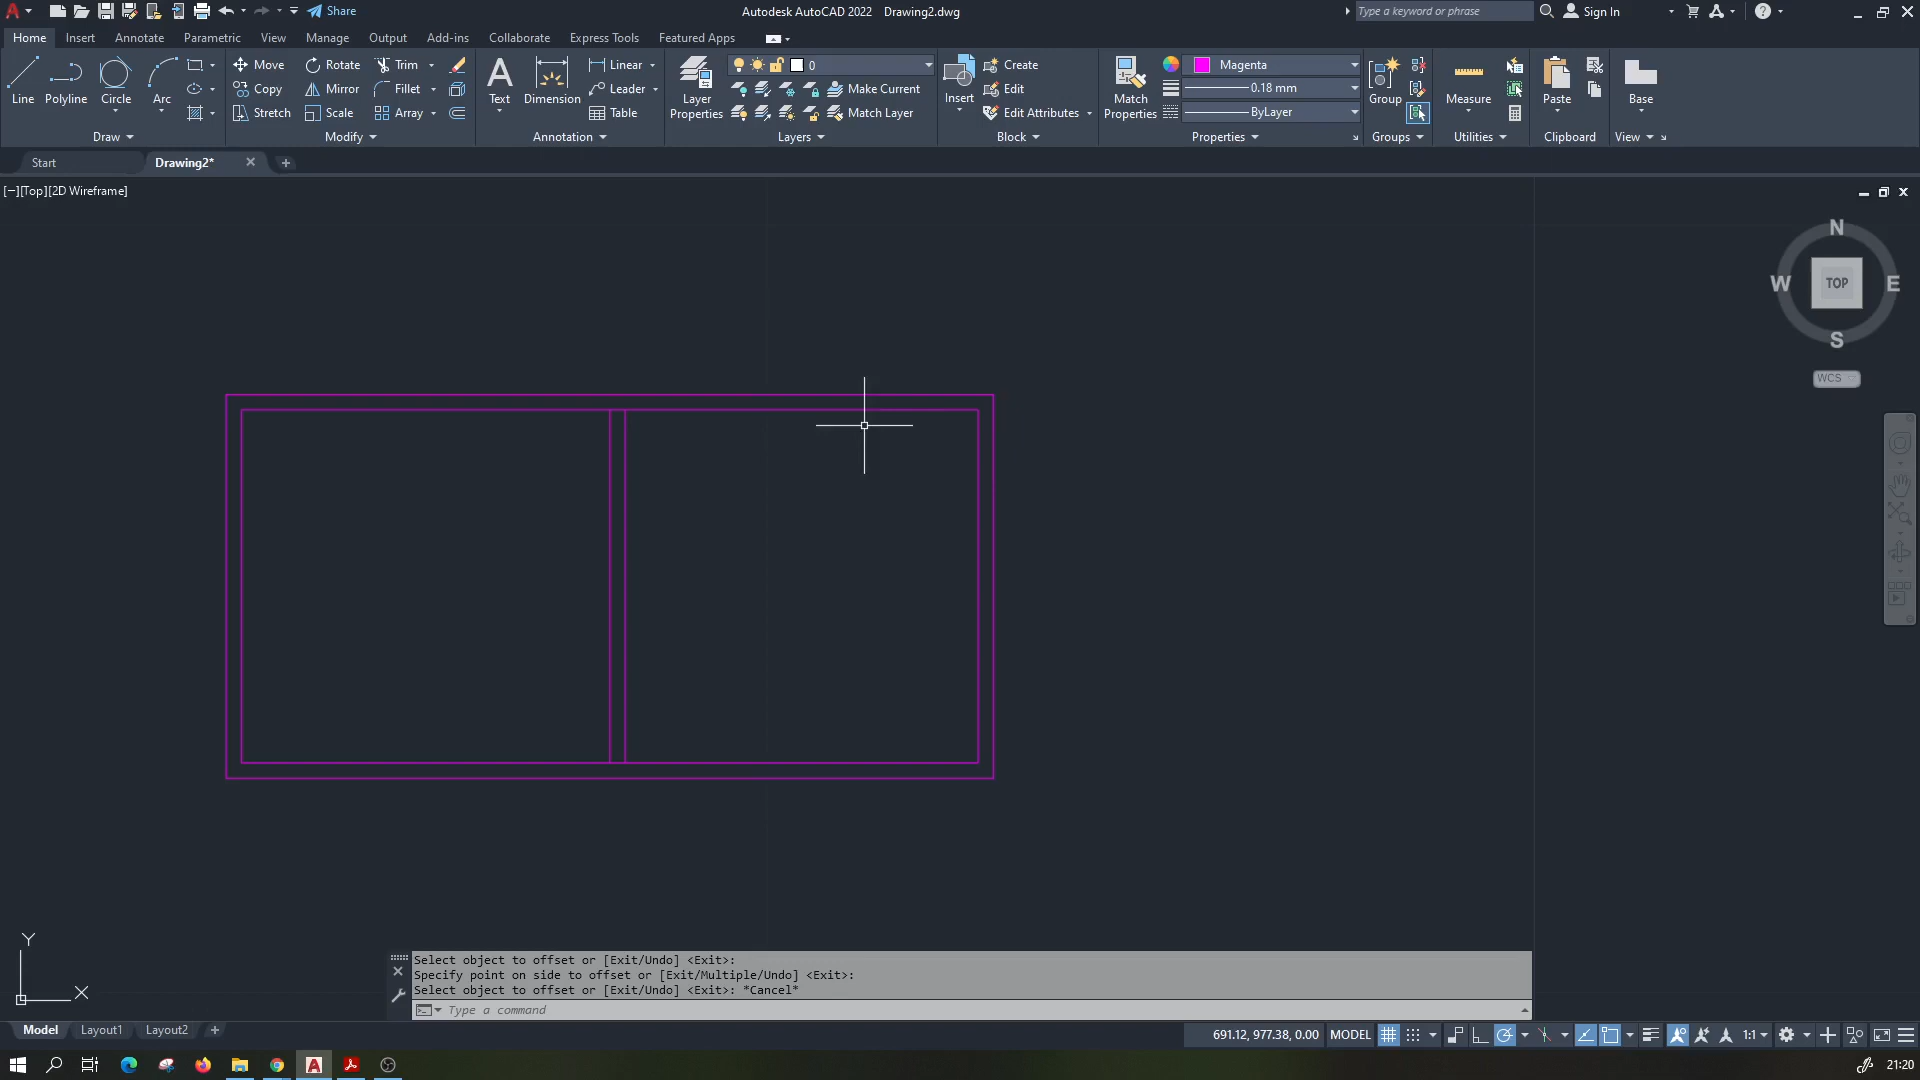 Share
Autodesk AutoCAD 2022 Drawing2.dwg
Type a keyword or phrase
Sign In
Home Insert Annotate Parametric View Manage Output Add-ins Collaborate Express Tools Featured Apps
Line Polyline Circle Arc
Move Rotate Trim
Copy Mirror Fillet
Stretch Scale Array
Text Dimension
Linear
Leader
Table
Layer Properties
0
Make Current
Match Layer
Insert
Create
Edit
Edit Attributes
Match Properties
Magenta
0.18 mm
ByLayer
Group
Measure
Paste
Base
Draw Modify Annotation Layers Block Properties Groups Utilities Clipboard View
Start Drawing2*
[−][Top][2D Wireframe]
N
W TOP E
S
WCS
Y
X
Select object to offset or [Exit/Undo] <Exit>:
Specify point on side to offset or [Exit/Multiple/Undo] <Exit>:
Select object to offset or [Exit/Undo] <Exit>: *Cancel*
Type a command
Model Layout1 Layout2
691.12, 977.38, 0.00 MODEL 1:1
21:20